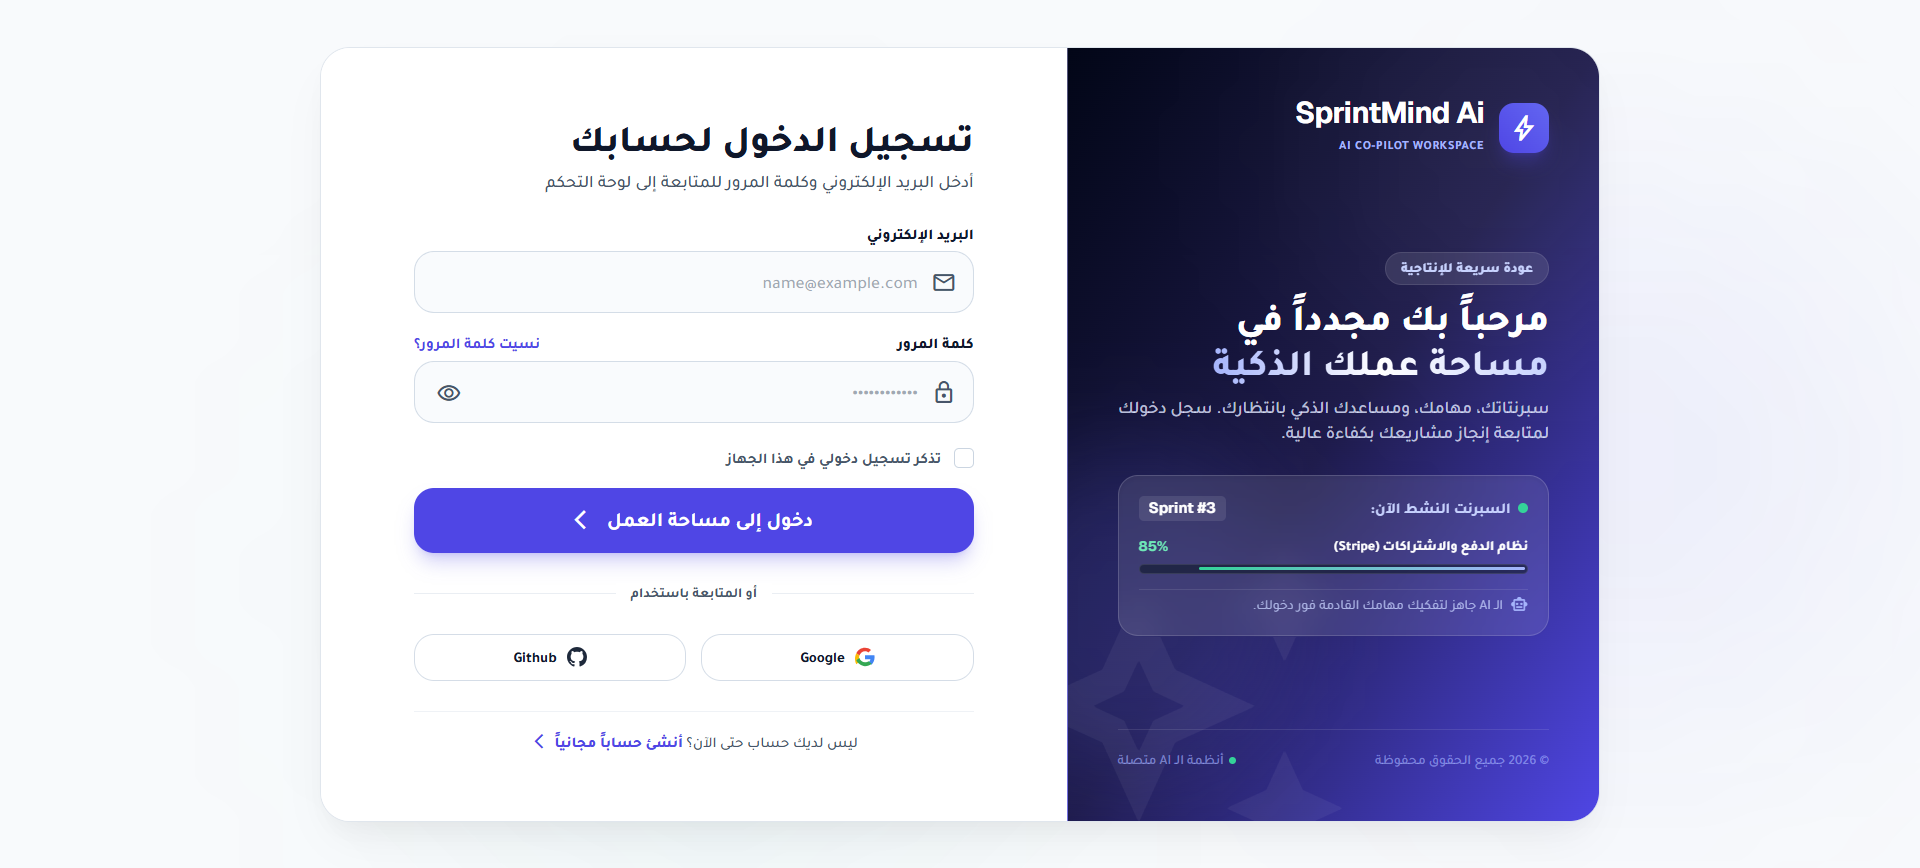 SprintMind Ai
AI CO-PILOT WORKSPACE
عودة سريعة للإنتاجية
مرحباً بك مجدداً في
مساحة عملك الذكية
سبرنتاتك، مهامك، ومساعدك الذكي بانتظارك. سجل دخولك
لمتابعة إنجاز مشاريعك بكفاءة عالية.
السبرنت النشط الآن: Sprint #3
نظام الدفع والاشتراكات (Stripe) 85%
الـ AI جاهز لتفكيك مهامك القادمة فور دخولك.
© 2026 جميع الحقوق محفوظة أنظمة الـ AI متصلة
تسجيل الدخول لحسابك
أدخل البريد الإلكتروني وكلمة المرور للمتابعة إلى لوحة التحكم
البريد الإلكتروني
name@example.com
كلمة المرور نسيت كلمة المرور؟
••••••••••••
تذكر تسجيل دخولي في هذا الجهاز
دخول إلى مساحة العمل
أو المتابعة باستخدام
Google Github
ليس لديك حساب حتى الآن؟ أنشئ حساباً مجانياً